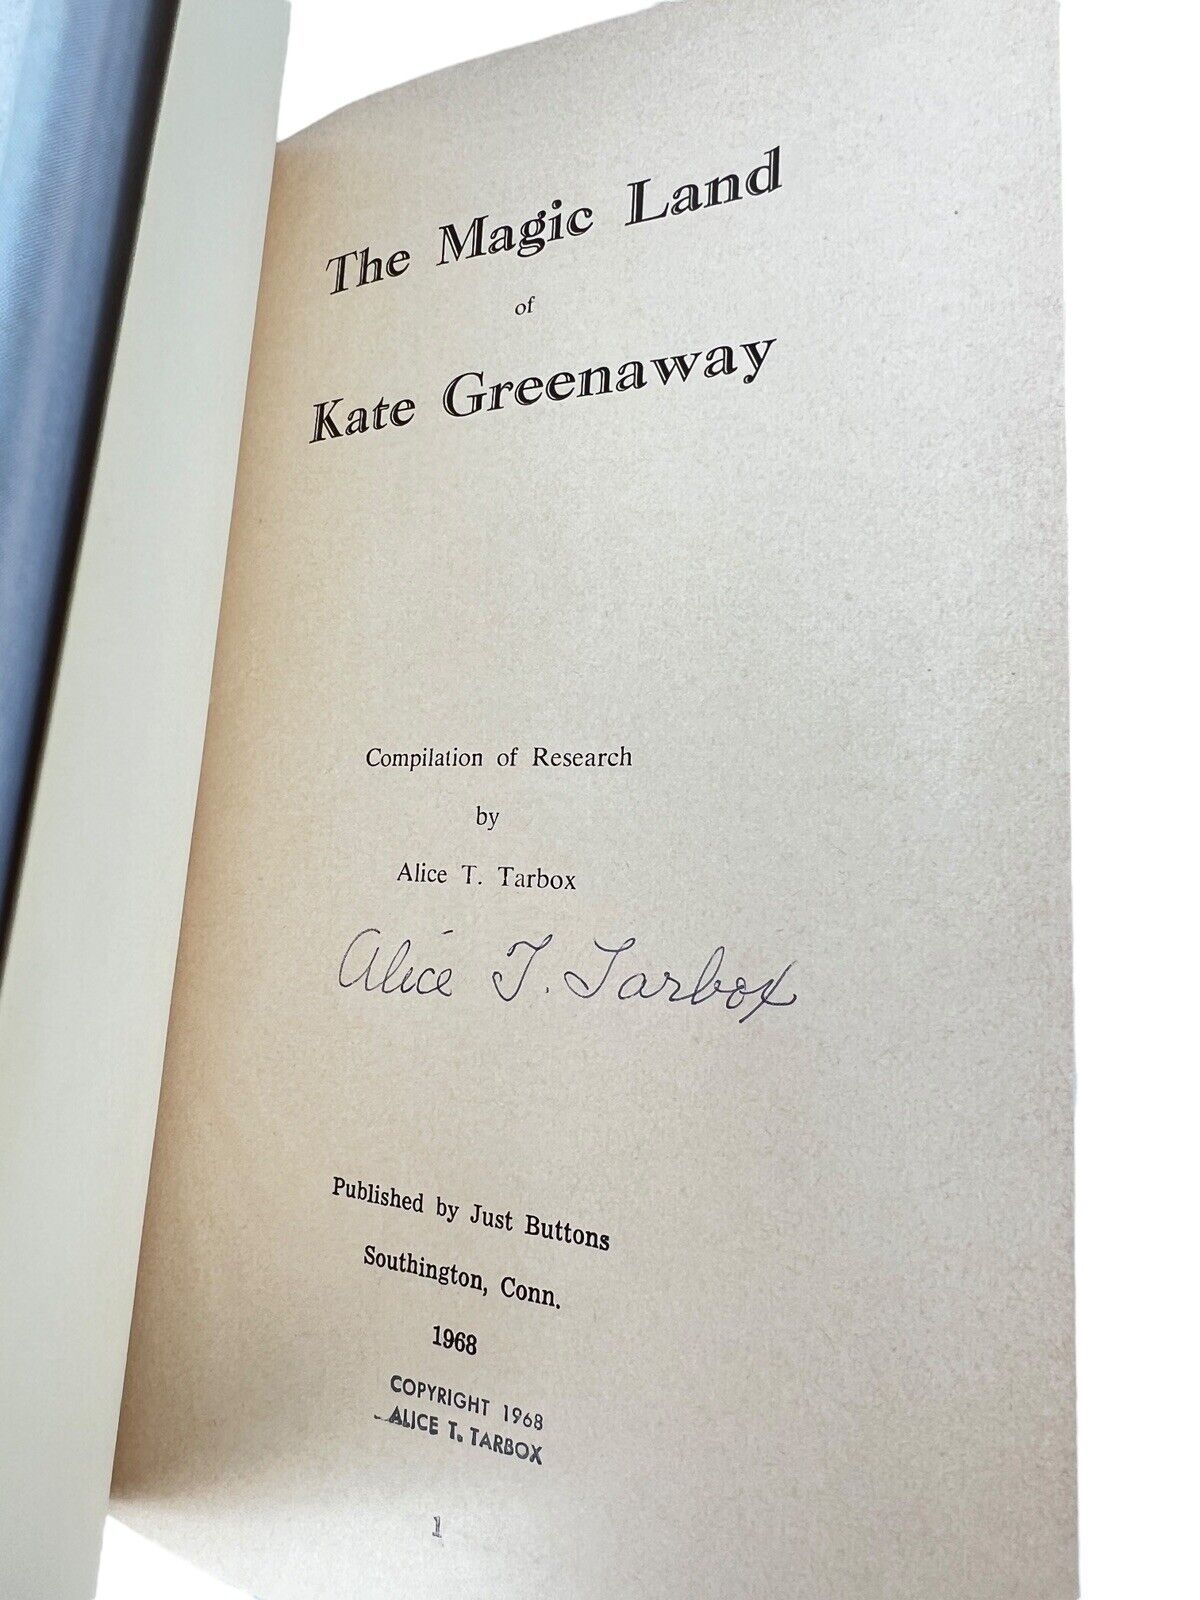 The Magic Land
of
Kate Greenaway
Compilation of Research
by
Alice T. Tarbox
Alice T. Tarbox
Published by Just Buttons
Southington, Conn.
1968
COPYRIGHT 1968
ALICE T. TARBOX
1